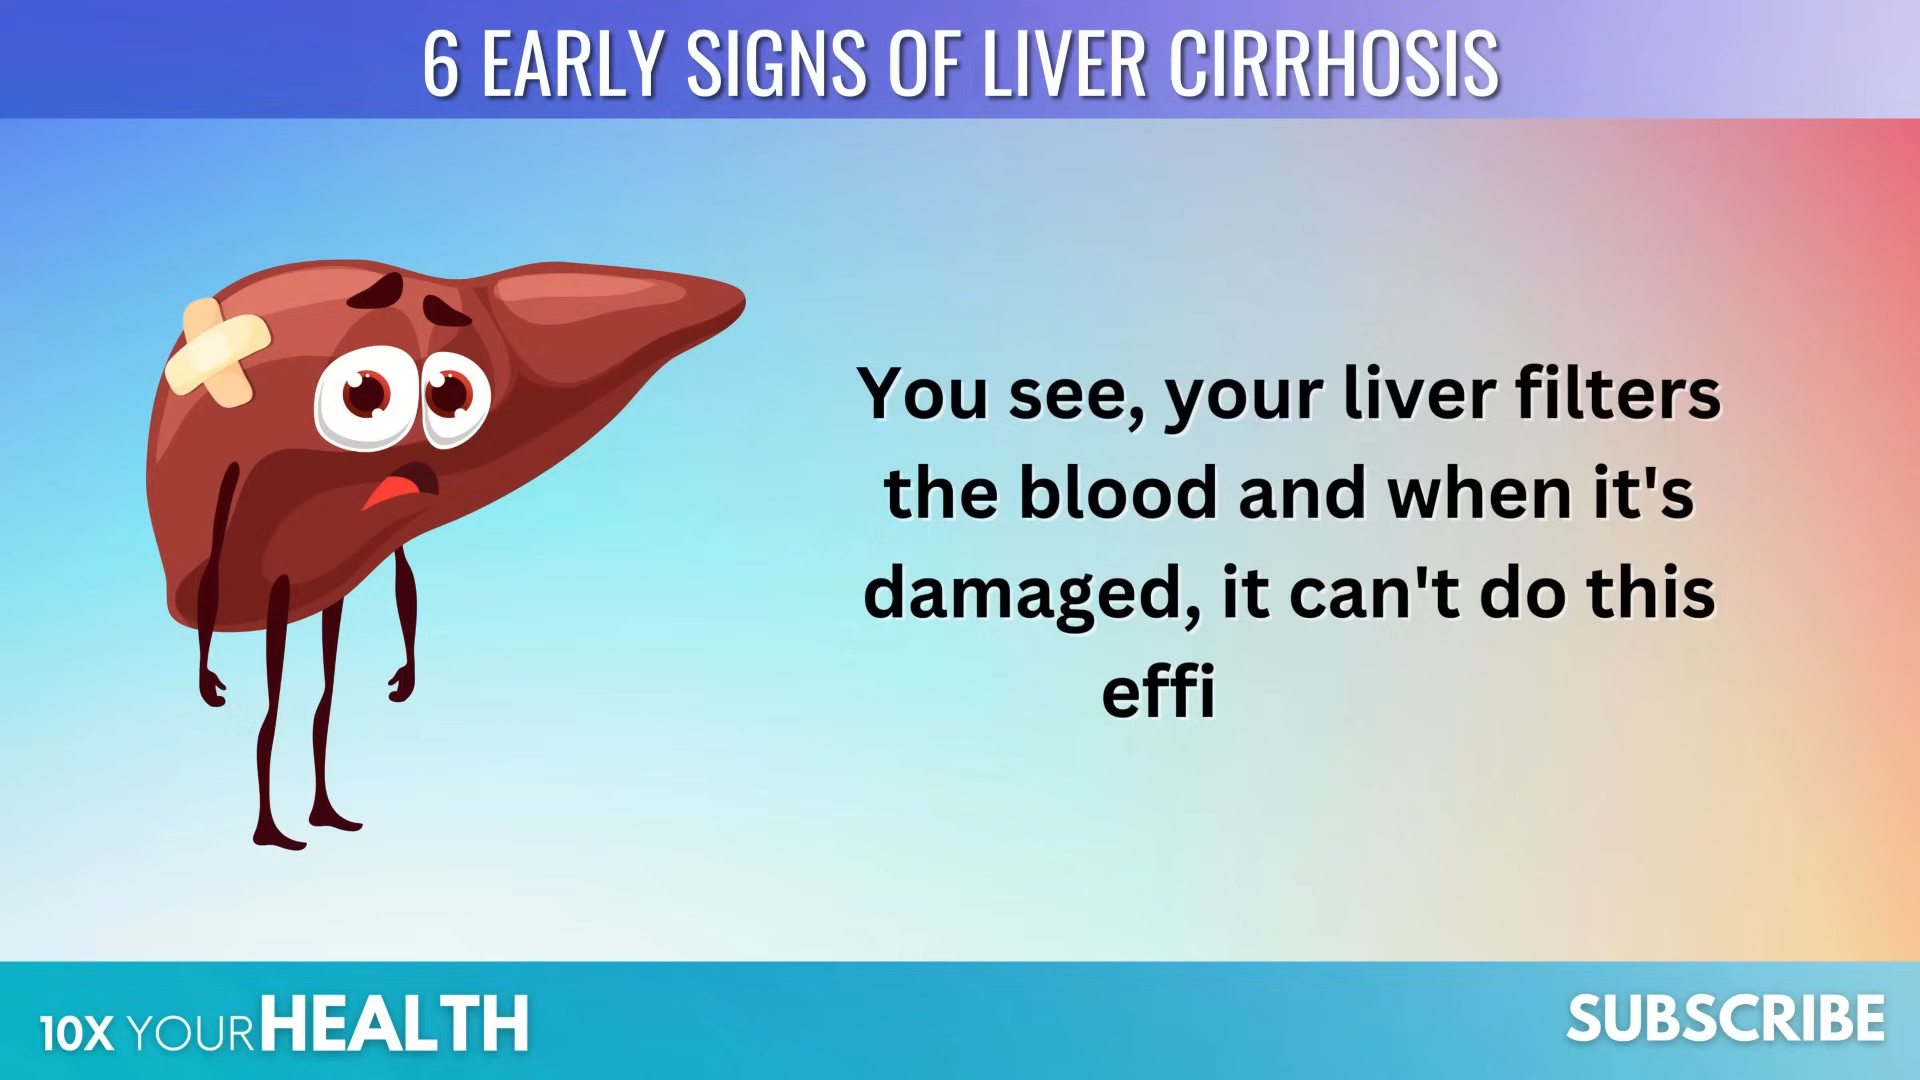 6 EARLY SIGNS OF LIVER CIRRHOSIS
You see, your liver filters
the blood and when it's
damaged, it can't do this
effi
10X YOUR HEALTH
SUBSCRIBE